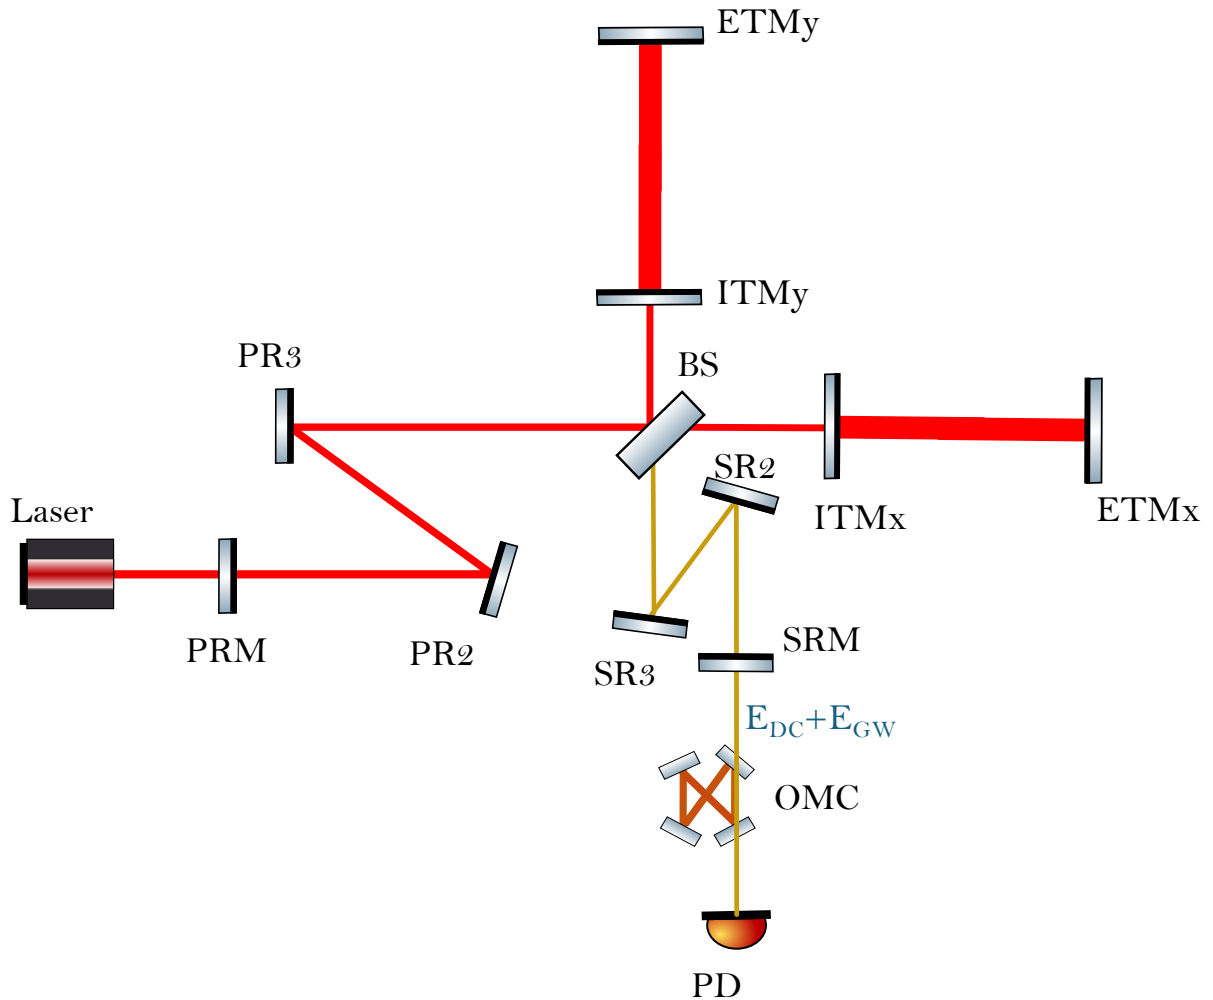 ETMy
ITMy
PR3
BS
SR2
Laser
ITMx
ETMx
PRM
PR2
SR3
SRM
E_DC+E_GW
OMC
PD